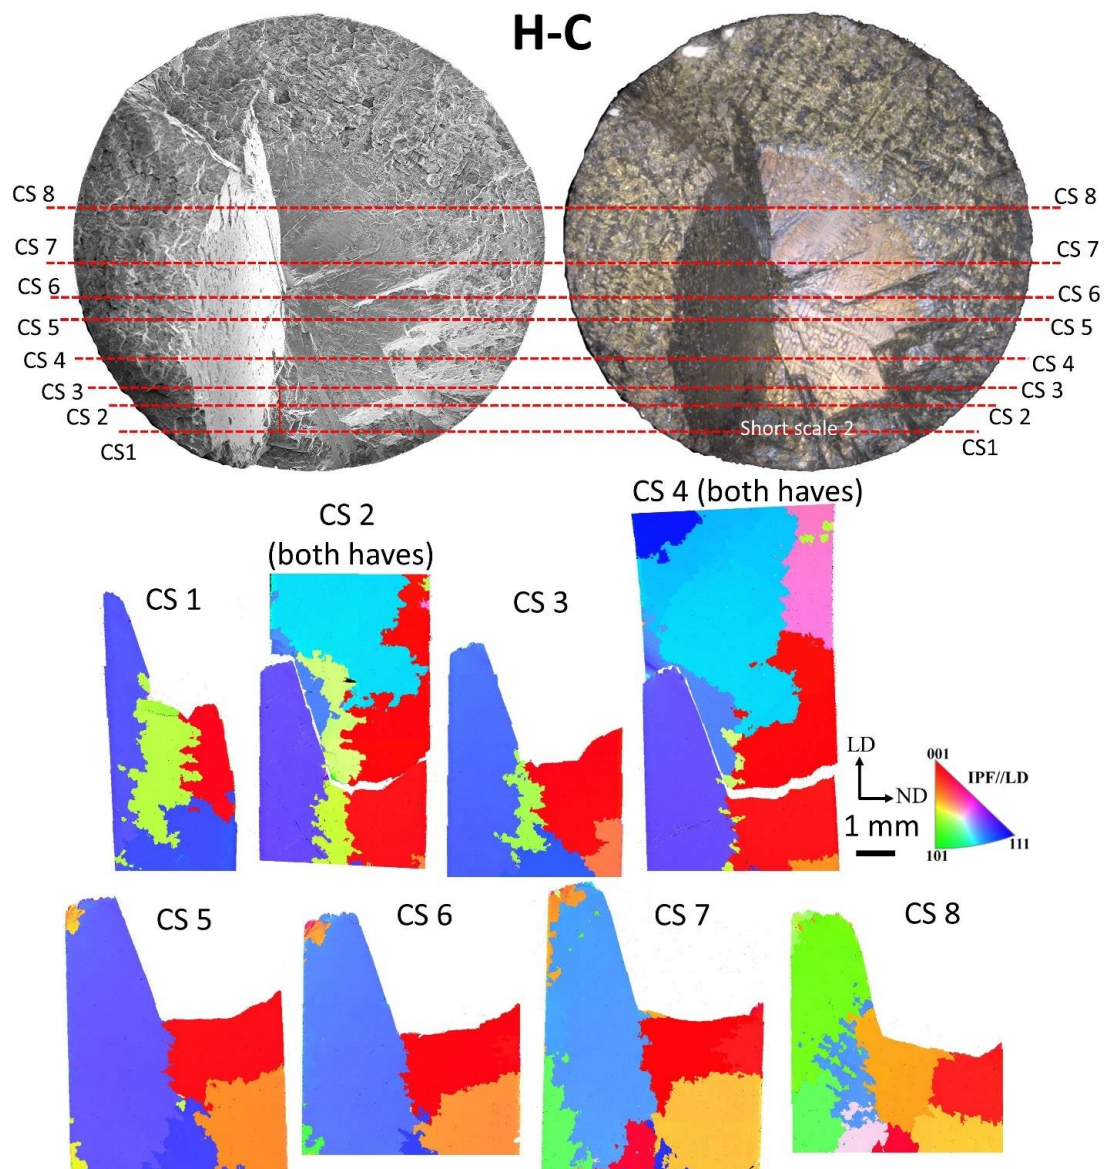 H-C
CS 8
CS 8
CS 7
CS 7
CS 6
CS 6
CS 5
CS 5
CS 4
CS 4
CS 3
CS 3
CS 2
CS 2
Short scale 2
CS1
CS1
CS 2
(both haves)
CS 4 (both haves)
CS 1
CS 3
LD
ND
1 mm
001
IPF//LD
111
101
CS 5
CS 6
CS 7
CS 8